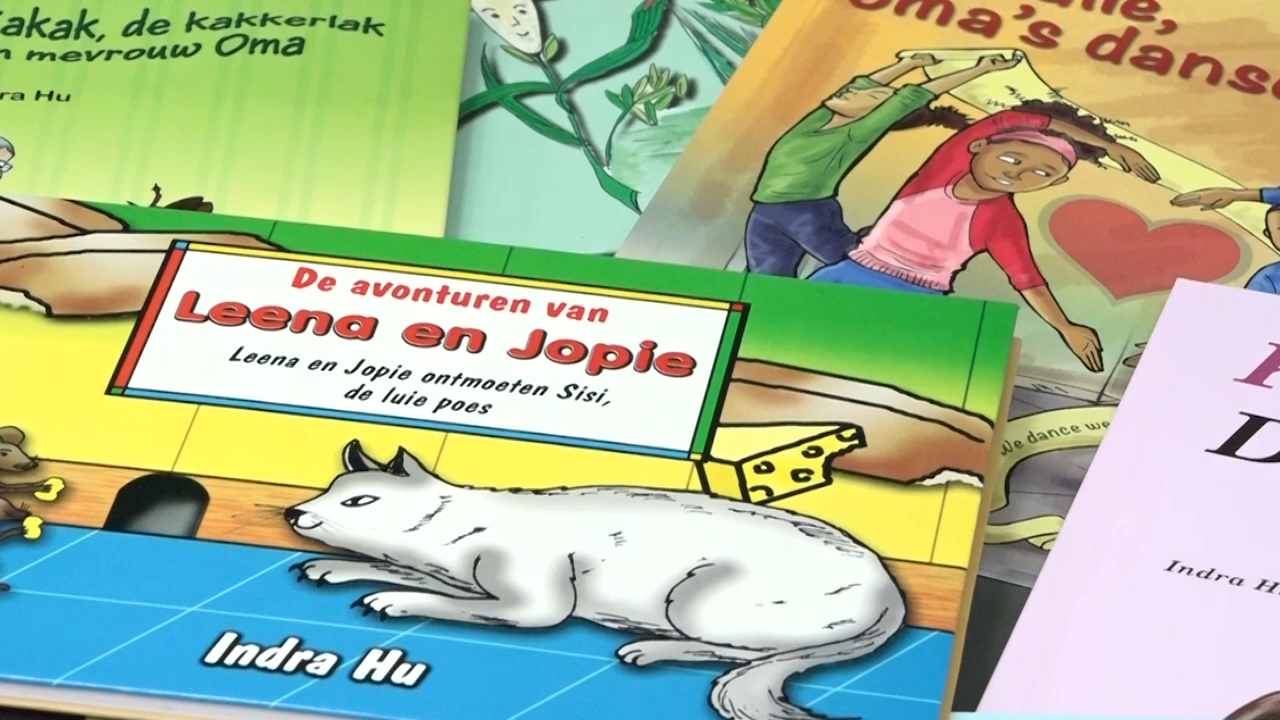 akak, de kakkerlak
n mevrouw Oma
ra Hu
oma's dans
De avonturen van
Leena en Jopie
Leena en Jopie ontmoeten Sisi,
de luie poes
Indra Hu
We dance we
D
Indra H